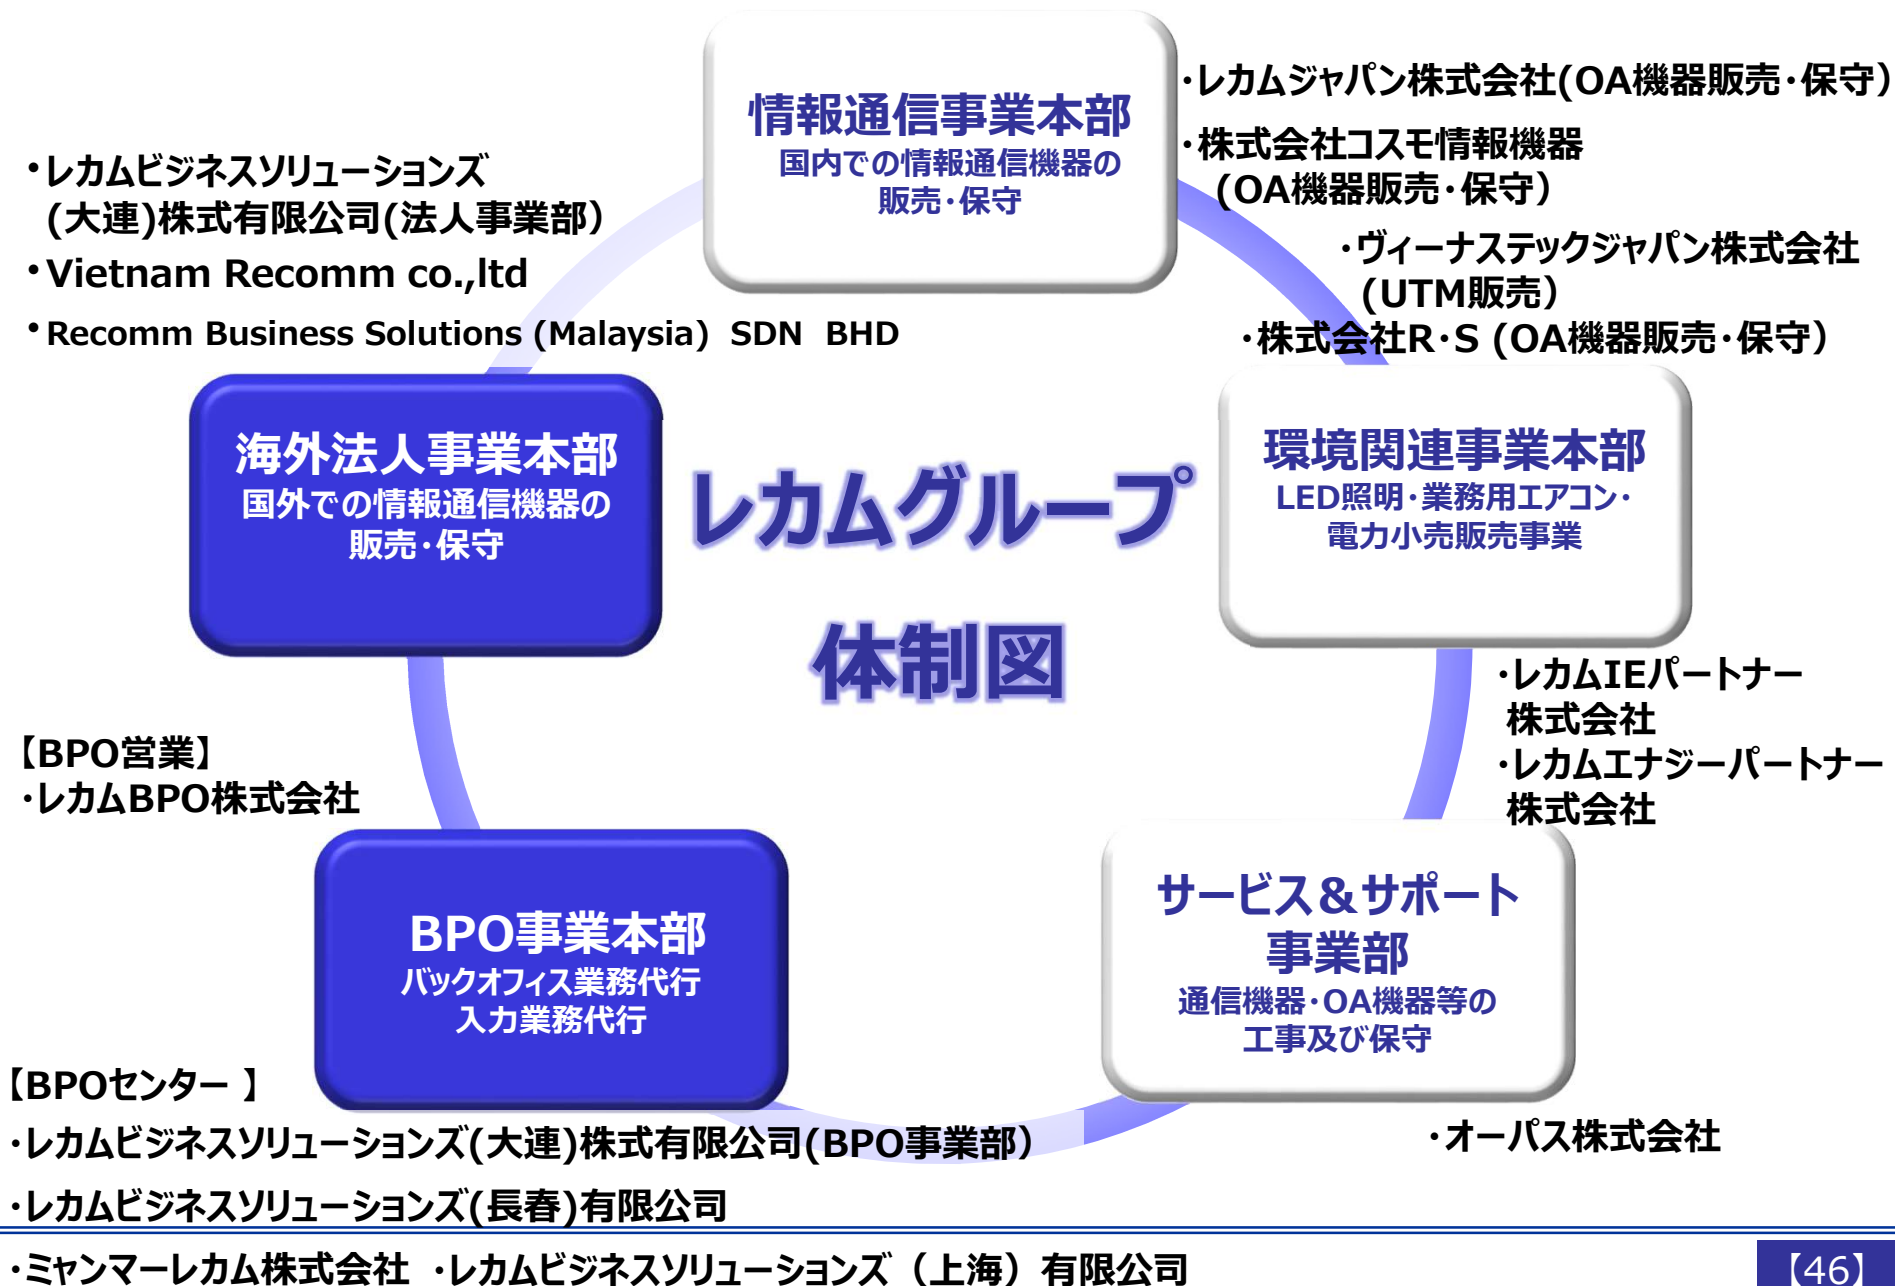 情報通信事業本部
国内での情報通信機器の
販売・保守
・レカムジャパン株式会社(OA機器販売・保守）
・株式会社コスモ情報機器
(OA機器販売・保守）
・ヴィーナステックジャパン株式会社
(UTM販売）
・株式会社R・S (OA機器販売・保守）
・レカムビジネスソリューションズ
(大連)株式有限公司(法人事業部）
・Vietnam Recomm co.,ltd
・Recomm Business Solutions (Malaysia）SDN BHD
海外法人事業本部
国外での情報通信機器の
販売・保守
レカムグループ
体制図
環境関連事業本部
LED照明・業務用エアコン・
電力小売販売事業
・レカムIEパートナー
株式会社
・レカムエナジーパートナー
株式会社
【BPO営業】
・レカムBPO株式会社
BPO事業本部
バックオフィス業務代行
入力業務代行
サービス＆サポート
事業部
通信機器・OA機器等の
工事及び保守
・オーパス株式会社
【BPOセンター 】
・レカムビジネスソリューションズ(大連)株式有限公司(BPO事業部）
・レカムビジネスソリューションズ(長春)有限公司
・ミャンマーレカム株式会社 ・レカムビジネスソリューションズ（上海）有限公司
【46】